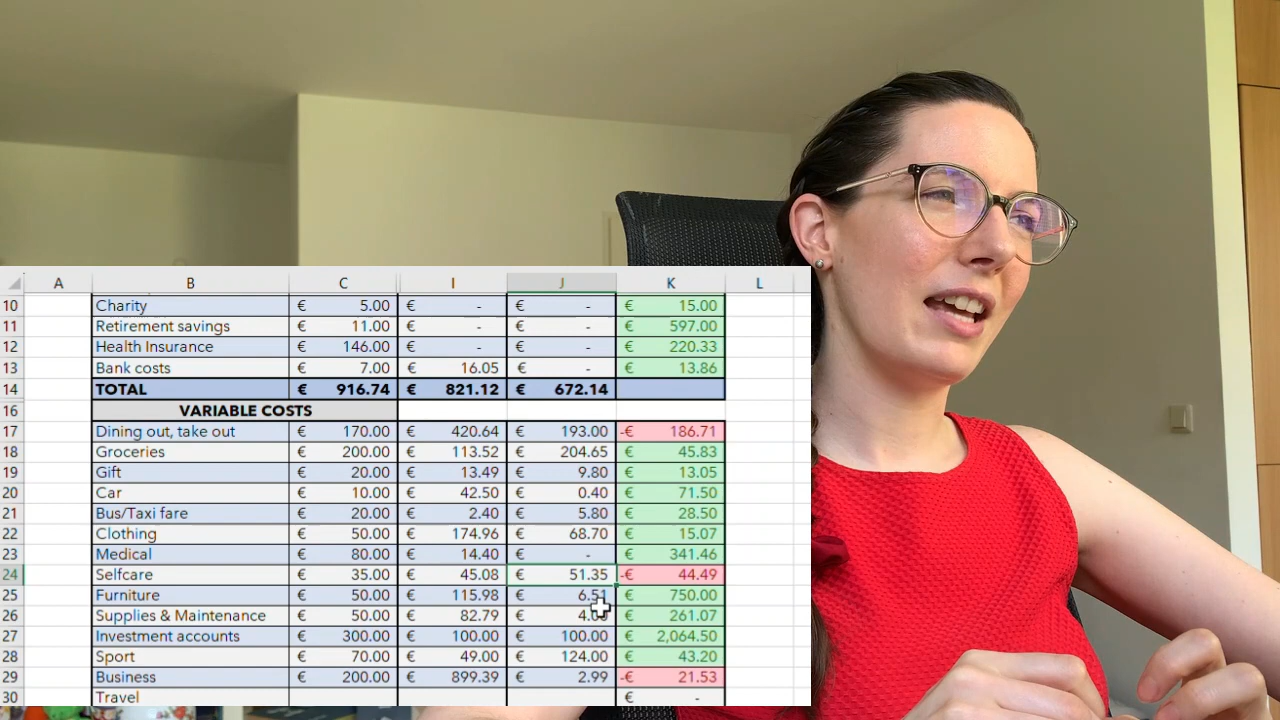 A B C I J K L
10 Charity € 5.00 € - € - € 15.00
11 Retirement savings € 11.00 € - € - € 597.00
12 Health Insurance € 146.00 € - € - € 220.33
13 Bank costs € 7.00 € 16.05 € - € 13.86
14 TOTAL € 916.74 € 821.12 € 672.14
16 VARIABLE COSTS
17 Dining out, take out € 170.00 € 420.64 € 193.00 -€ 186.71
18 Groceries € 200.00 € 113.52 € 204.65 € 45.83
19 Gift € 20.00 € 13.49 € 9.80 € 13.05
20 Car € 10.00 € 42.50 € 0.40 € 71.50
21 Bus/Taxi fare € 20.00 € 2.40 € 5.80 € 28.50
22 Clothing € 50.00 € 174.96 € 68.70 € 15.07
23 Medical € 80.00 € 14.40 € - € 341.46
24 Selfcare € 35.00 € 45.08 € 51.35 -€ 44.49
25 Furniture € 50.00 € 115.98 € 6.51 € 750.00
26 Supplies & Maintenance € 50.00 € 82.79 € € 261.07
27 Investment accounts € 300.00 € 100.00 € 100.00 € 2,064.50
28 Sport € 70.00 € 49.00 € 124.00 € 43.20
29 Business € 200.00 € 899.39 € 2.99 -€ 21.53
30 Travel € -